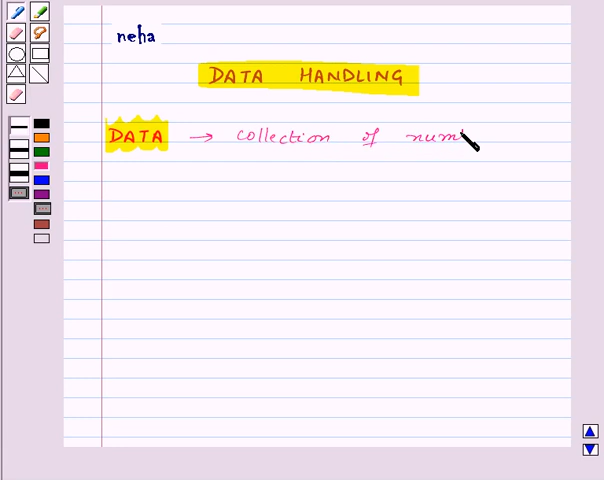 neha
DATA HANDLING
DATA → collection of num